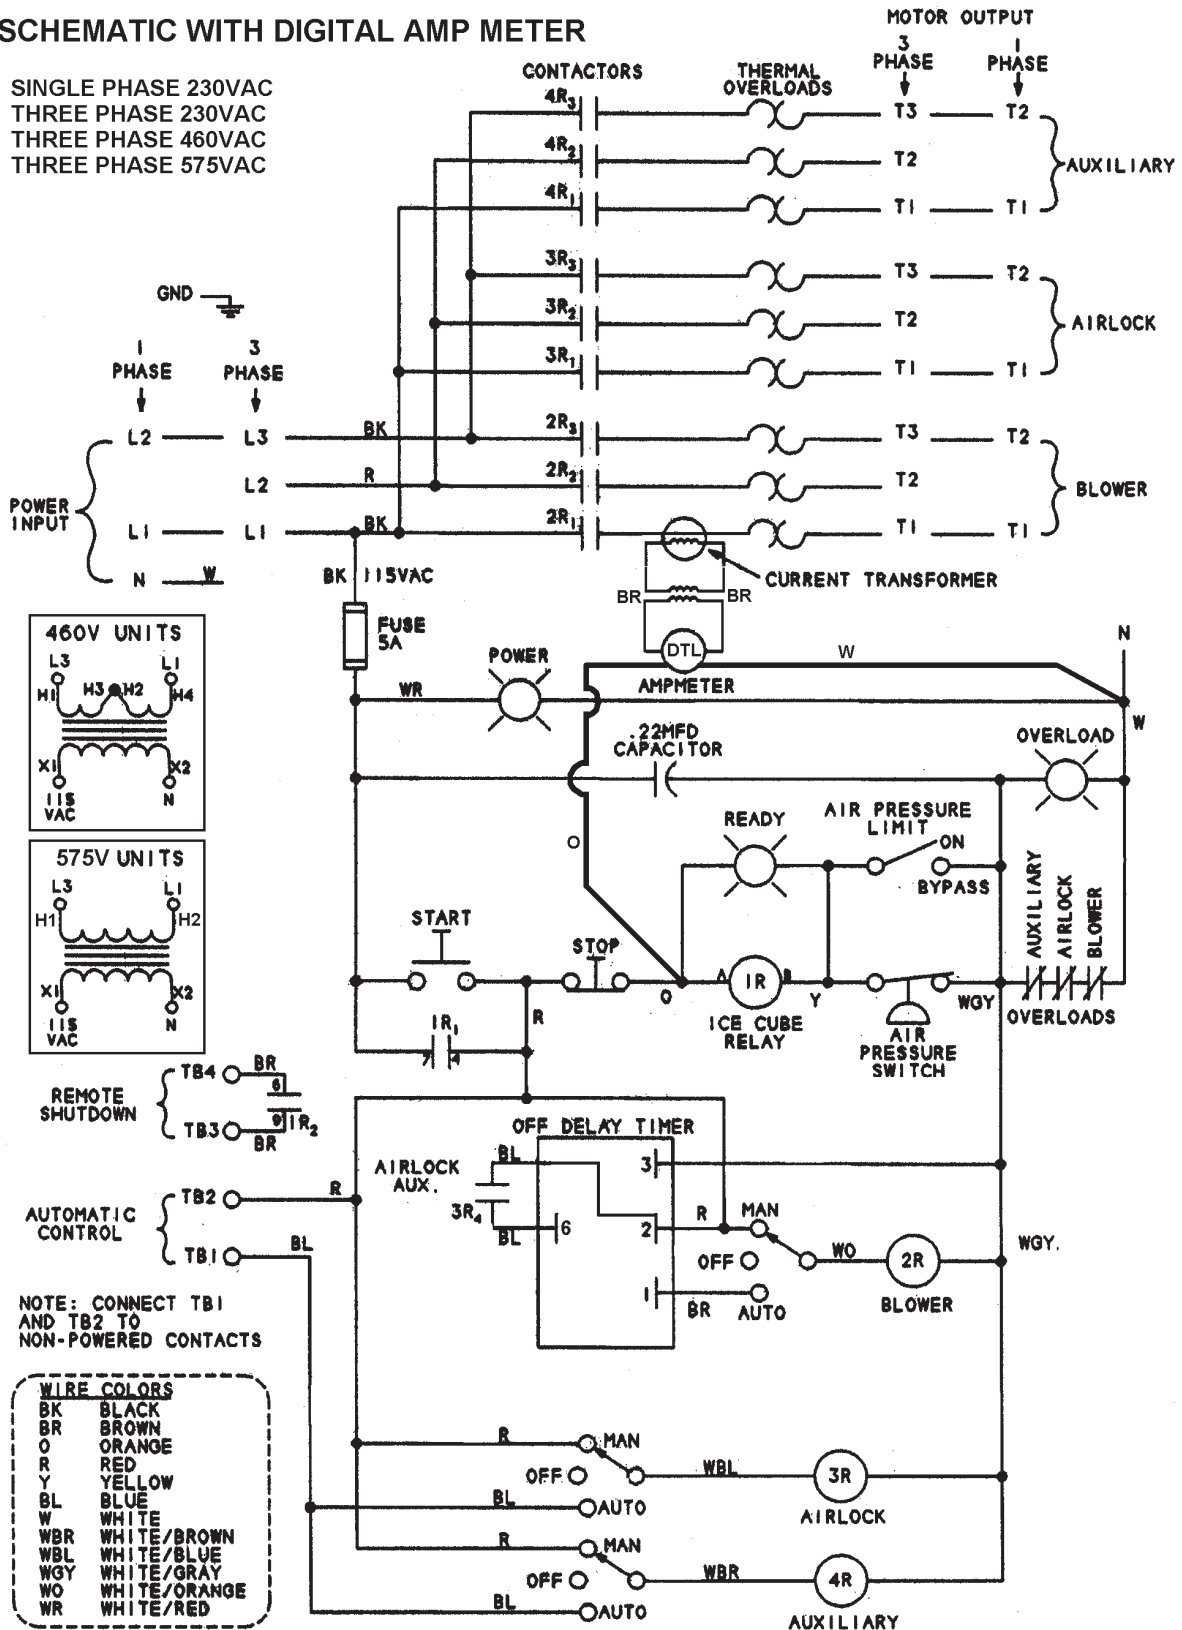 SCHEMATIC WITH DIGITAL AMP METER
SINGLE PHASE 230VAC
THREE PHASE 230VAC
THREE PHASE 460VAC
THREE PHASE 575VAC
MOTOR OUTPUT
3 PHASE
1 PHASE
CONTACTORS
THERMAL
OVERLOADS
4R3
T3
T2
4R2
T2
AUXILIARY
4R1
T1
T1
3R3
T3
T2
3R2
T2
AIRLOCK
3R1
T1
T1
GND
1
PHASE
3
PHASE
L2
L3
BK
2R3
T3
T2
L2
R
2R2
T2
BLOWER
POWER
INPUT
L1
L1
BK
2R1
T1
T1
N
W
BK
115VAC
CURRENT TRANSFORMER
BR
BR
FUSE
5A
DTL
AMPMETER
W
N
POWER
WR
W
460V UNITS
L3
L1
H1
H3
H2
H4
X1
X2
115
VAC
N
.22MFD
CAPACITOR
OVERLOAD
575V UNITS
L3
L1
H1
H2
X1
X2
115
VAC
N
O
READY
AIR PRESSURE
LIMIT
ON
BYPASS
AUXILIARY
AIRLOCK
BLOWER
START
STOP
R
O
A
1R
B
Y
WGY
ICE CUBE
RELAY
AIR
PRESSURE
SWITCH
OVERLOADS
1R1
7
4
REMOTE
SHUTDOWN
TB4
BR
6
9
1R2
TB3
BR
OFF DELAY TIMER
AIRLOCK
AUX.
BL
3R4
BL
3
6
2
1
R
MAN
OFF
WO
2R
BLOWER
BR
AUTO
WGY.
AUTOMATIC
CONTROL
TB2
R
TB1
BL
NOTE: CONNECT TB1
AND TB2 TO
NON-POWERED CONTACTS
WIRE COLORS
BK BLACK
BR BROWN
O ORANGE
R RED
Y YELLOW
BL BLUE
W WHITE
WBR WHITE/BROWN
WBL WHITE/BLUE
WGY WHITE/GRAY
WO WHITE/ORANGE
WR WHITE/RED
R
MAN
OFF
WBL
3R
AIRLOCK
BL
AUTO
R
MAN
OFF
WBR
4R
AUXILIARY
BL
AUTO